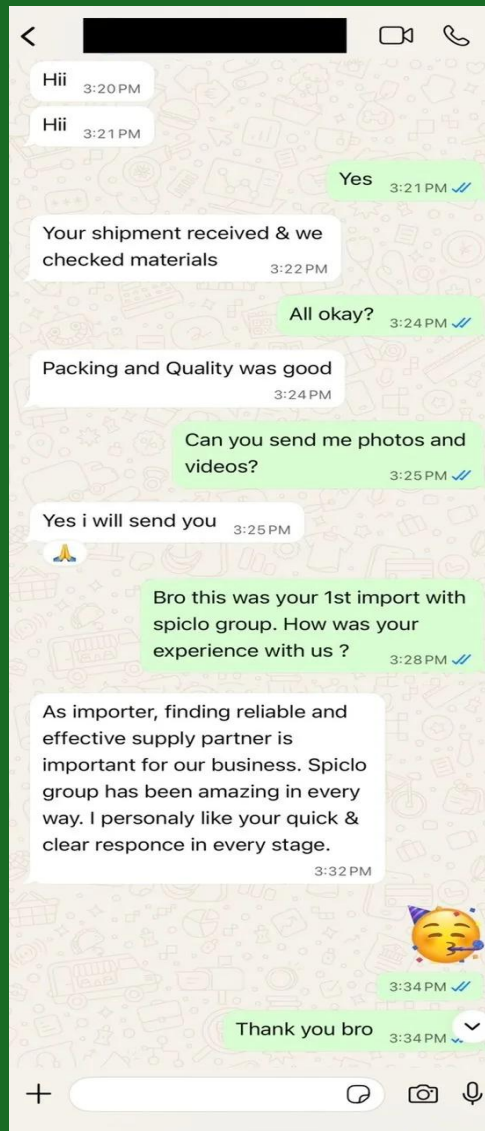 Hii
3:20 PM
Hii
3:21 PM
Yes
3:21 PM
Your shipment received & we
checked materials
3:22 PM
All okay?
3:24 PM
Packing and Quality was good
3:24 PM
Can you send me photos and
videos?
3:25 PM
Yes i will send you
3:25 PM
Bro this was your 1st import with
spiclo group. How was your
experience with us ?
3:28 PM
As importer, finding reliable and
effective supply partner is
important for our business. Spiclo
group has been amazing in every
way. I personaly like your quick &
clear responce in every stage.
3:32 PM
3:34 PM
Thank you bro
3:34 PM